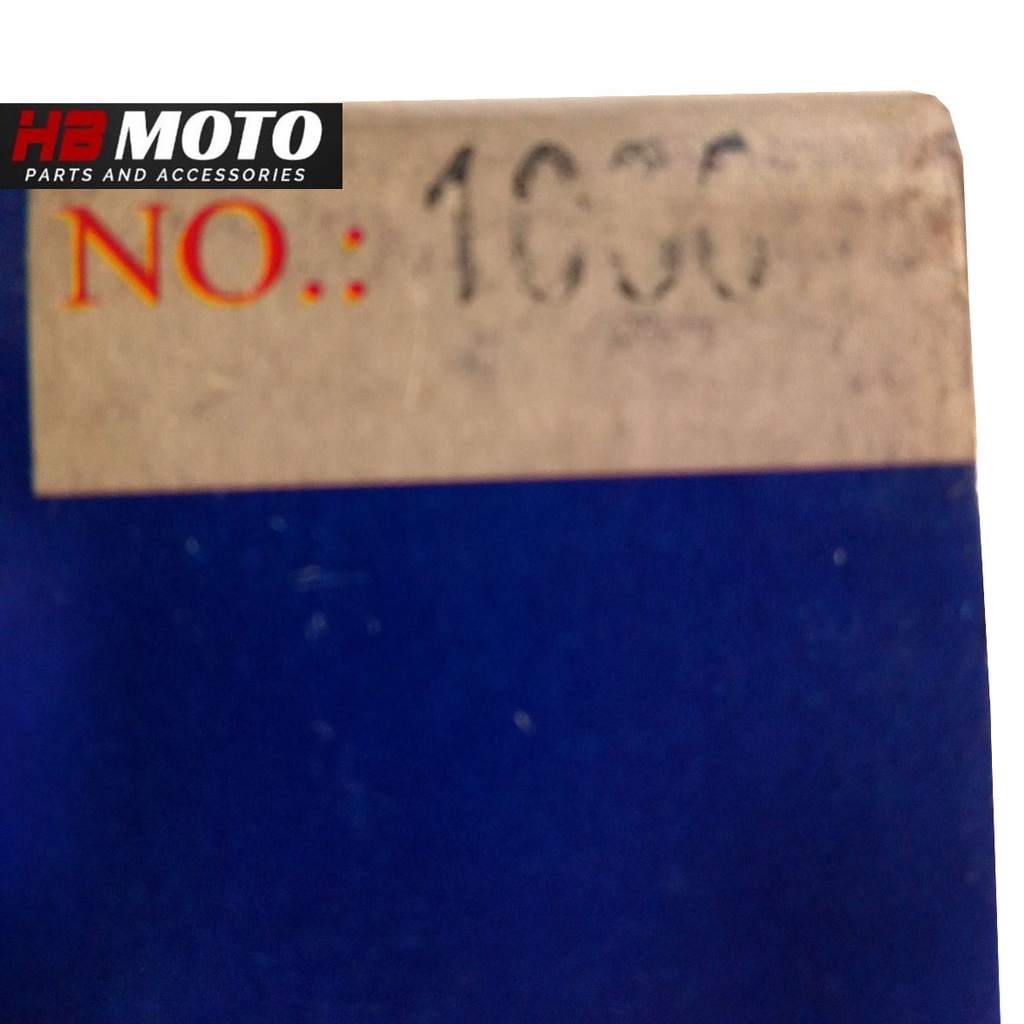 HB MOTO
PARTS AND ACCESSORIES
NO.: